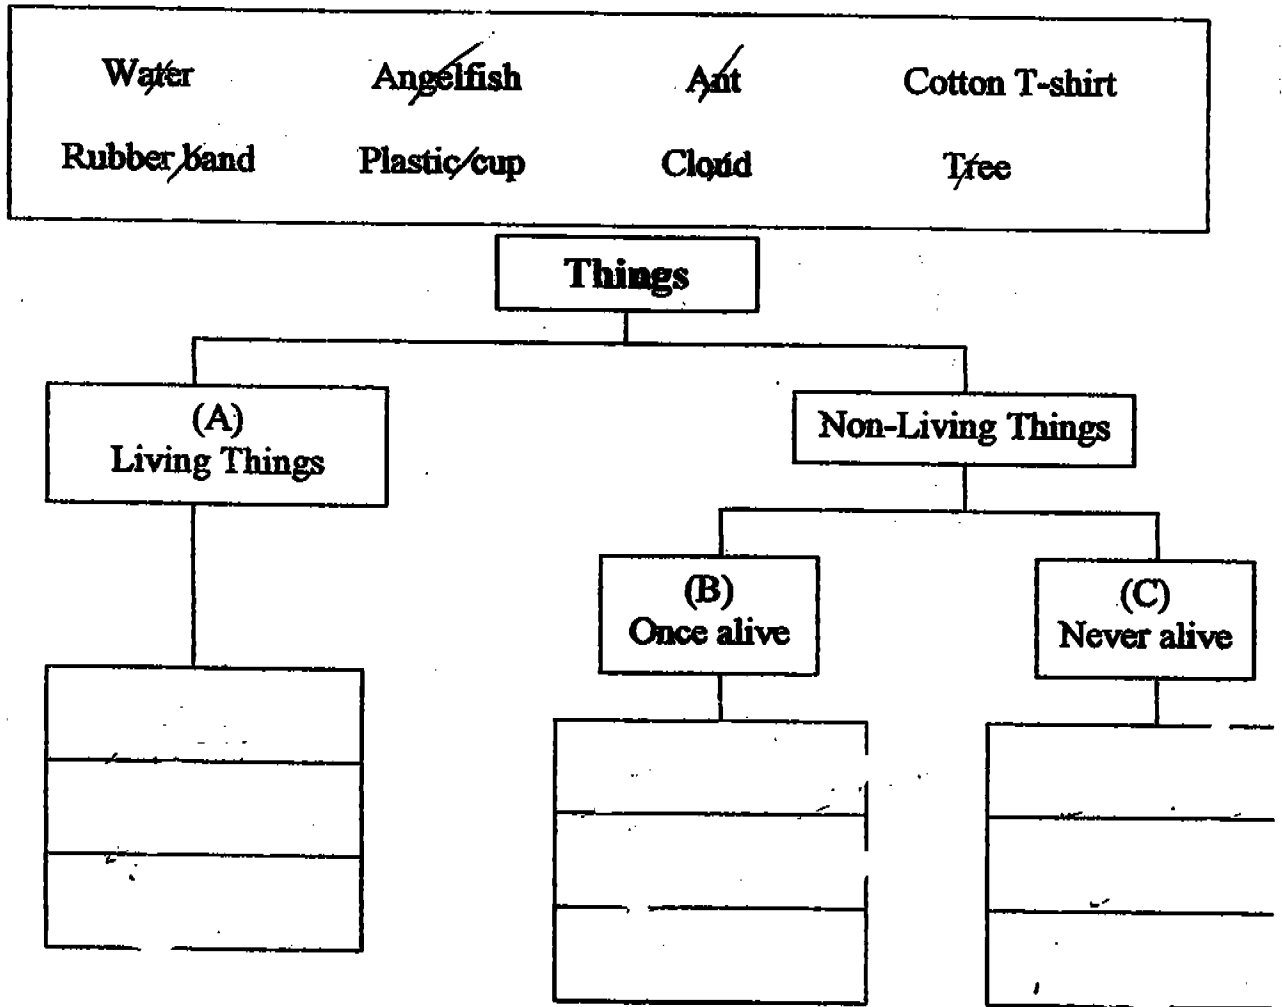 Water Angelfish Ant Cotton T-shirt
Rubber band Plastic cup Cloud Tree
Things
(A)
Living Things
Non-Living Things
(B)
Once alive
(C)
Never alive